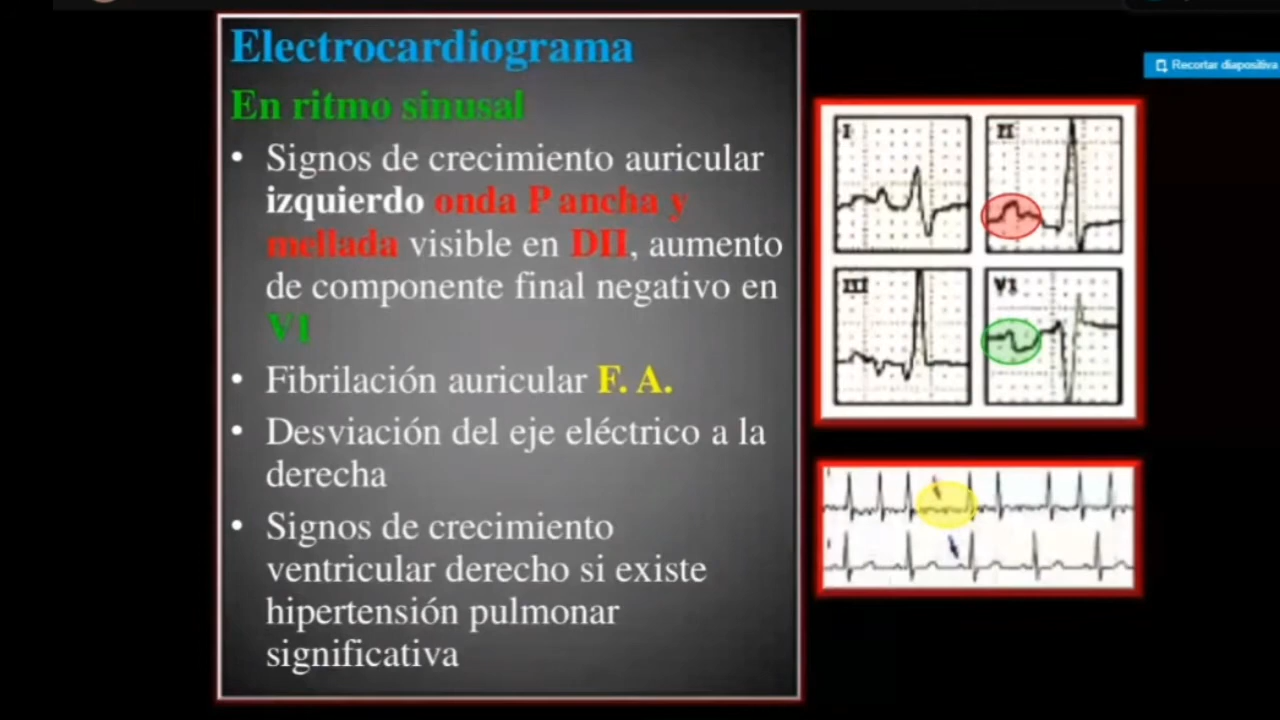 Electrocardiograma
Recortar diapositiva
En ritmo sinusal
• Signos de crecimiento auricular
izquierdo onda P ancha y
mellada visible en DII, aumento
de componente final negativo en
V1
• Fibrilación auricular F. A.
• Desviación del eje eléctrico a la
derecha
• Signos de crecimiento
ventricular derecho si existe
hipertensión pulmonar
significativa
I
II
III
V1